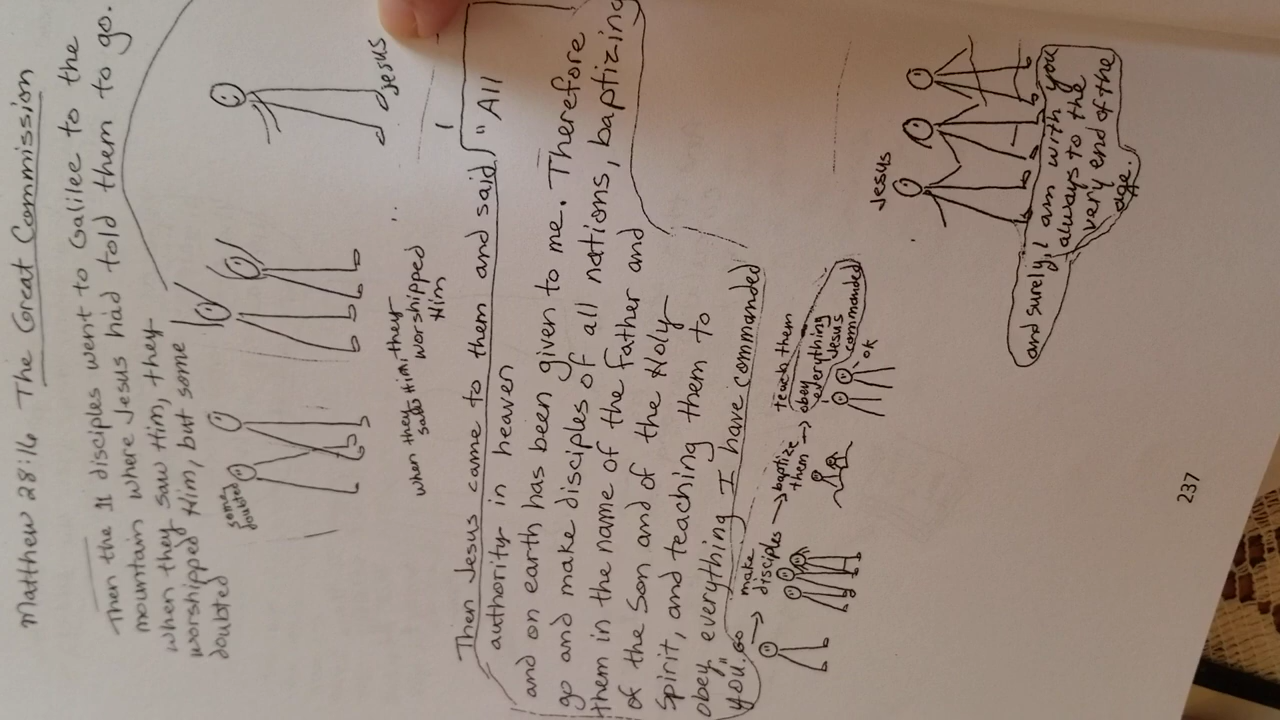 Matthew 28:16 The Great Commission
Then the 11 disciples went to Galilee to the
mountain where Jesus had told them to go.
When they saw Him, they
worshipped Him, but some
doubted
some
doubted
Jesus
when they
saw Him, they
worshipped
Him
Then Jesus came to them and said, "All
authority in heaven
and on earth has been given to me. Therefore
go and make disciples of all nations, baptizing
them in the name of the Father and
of the Son and of the Holy
Spirit, and teaching them to
obey everything I have commanded
you."
Go
make
disciples
baptize
them
teach them
obey
everything
Jesus
commanded
OK
Jesus
and surely, I am with you
always to the
very end of the
age."
237